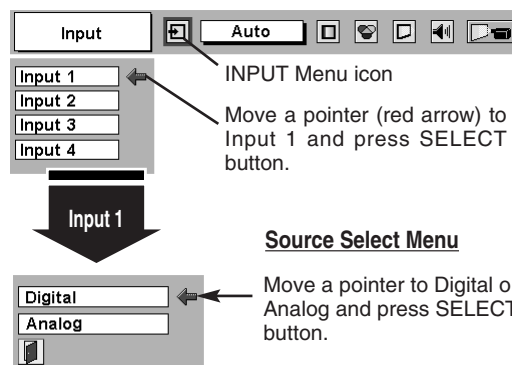 Input
Auto
INPUT Menu icon
Input 1
Input 2
Input 3
Input 4
Move a pointer (red arrow) to
Input 1 and press SELECT
button.
Input 1
Source Select Menu
Digital
Analog
Move a pointer to Digital o
Analog and press SELECT
button.